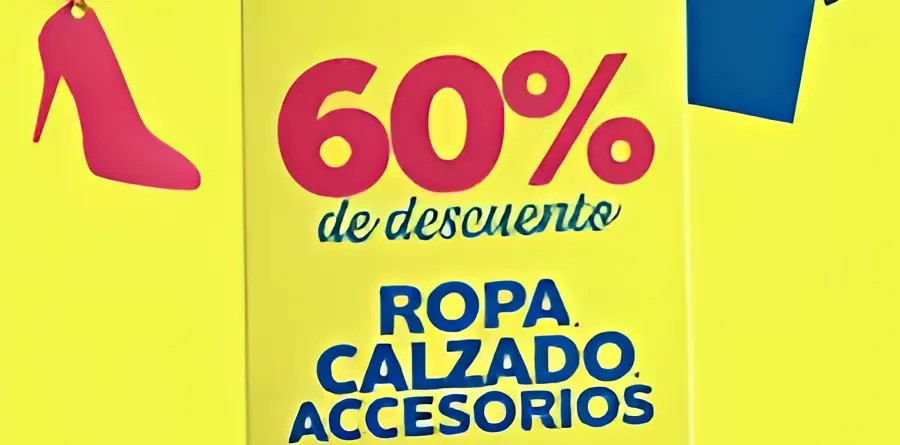 60%
de descuento
ROPA.
CALZADO.
ACCESORIOS